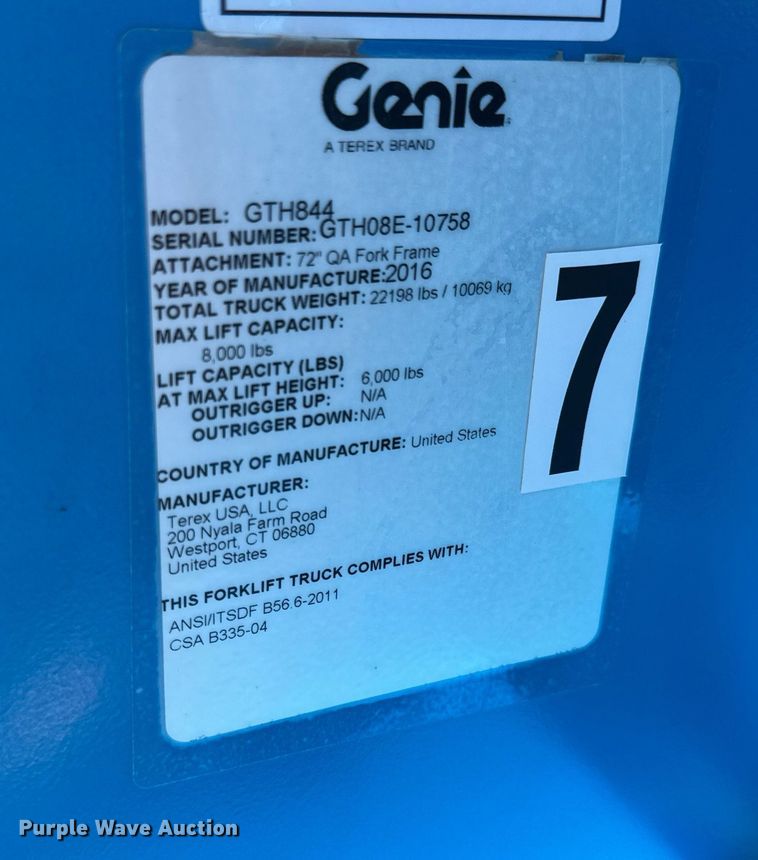 Genie
A TEREX BRAND
MODEL: GTH844
SERIAL NUMBER: GTH08E-10758
ATTACHMENT: 72" QA Fork Frame
YEAR OF MANUFACTURE: 2016
TOTAL TRUCK WEIGHT: 22198 lbs / 10069 kg
MAX LIFT CAPACITY:
8,000 lbs
LIFT CAPACITY (LBS)
AT MAX LIFT HEIGHT: 6,000 lbs
OUTRIGGER UP: N/A
OUTRIGGER DOWN: N/A
COUNTRY OF MANUFACTURE: United States
MANUFACTURER:
Terex USA, LLC
200 Nyala Farm Road
Westport, CT 06880
United States
THIS FORKLIFT TRUCK COMPLIES WITH:
ANSI/ITSDF B56.6-2011
CSA B335-04
7
Purple Wave Auction